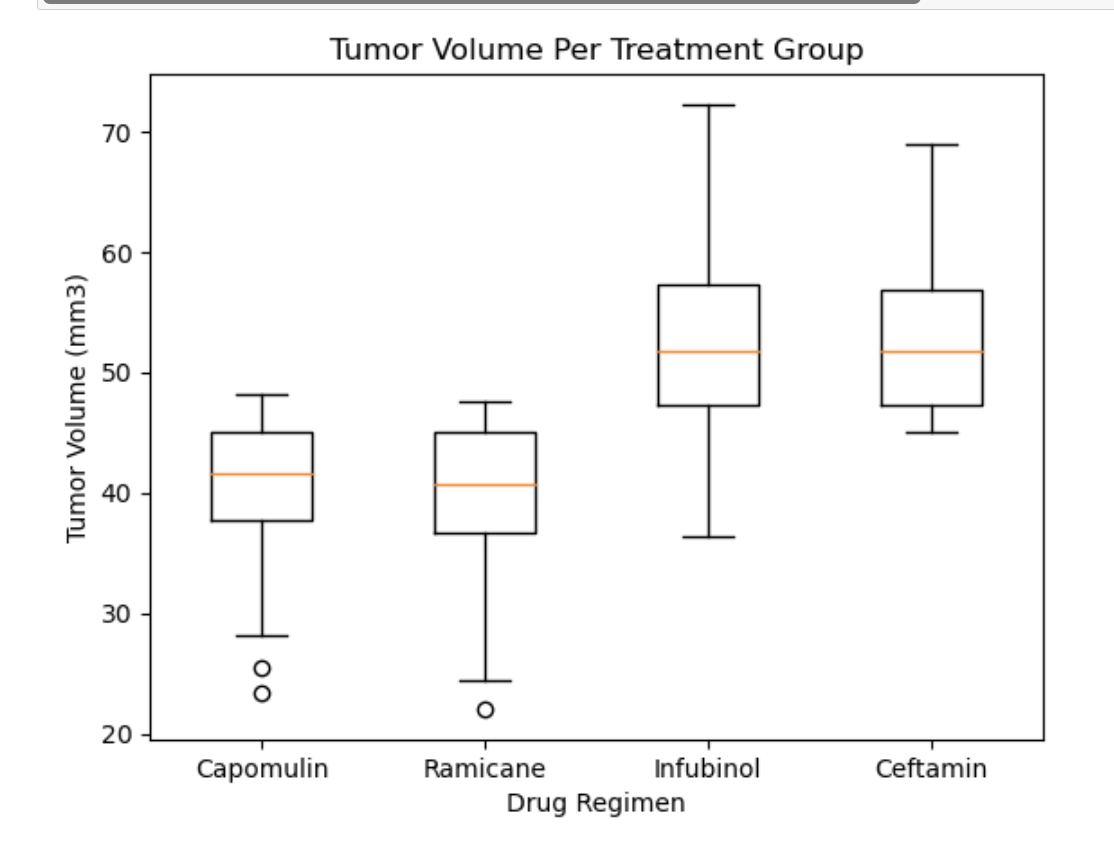 Tumor Volume Per Treatment Group
Tumor Volume (mm3)
70
60
50
40
30
20
Capomulin Ramicane Infubinol Ceftamin
Drug Regimen